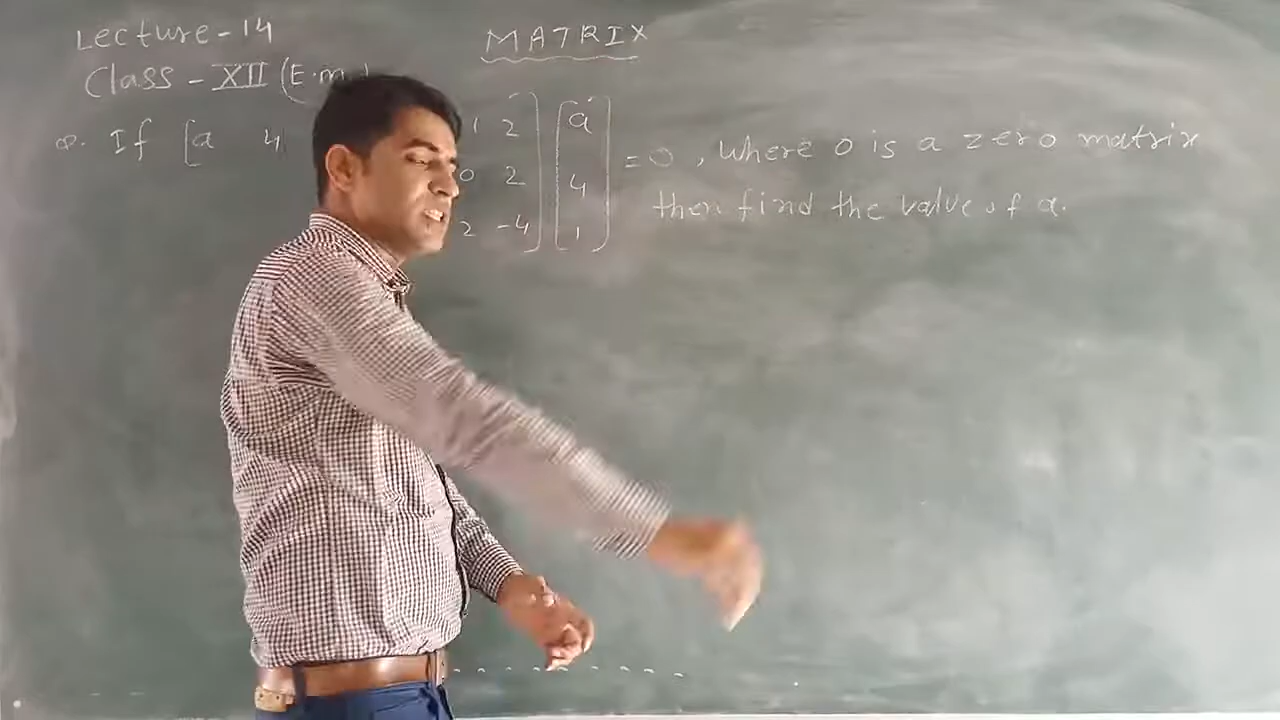 Lecture-14
MATRIX
Class - XII (E.m
Q. If [a 4 1 2 a = 0, where 0 is a zero matrix
0 2 4 then find the value of a.
2 -4 1